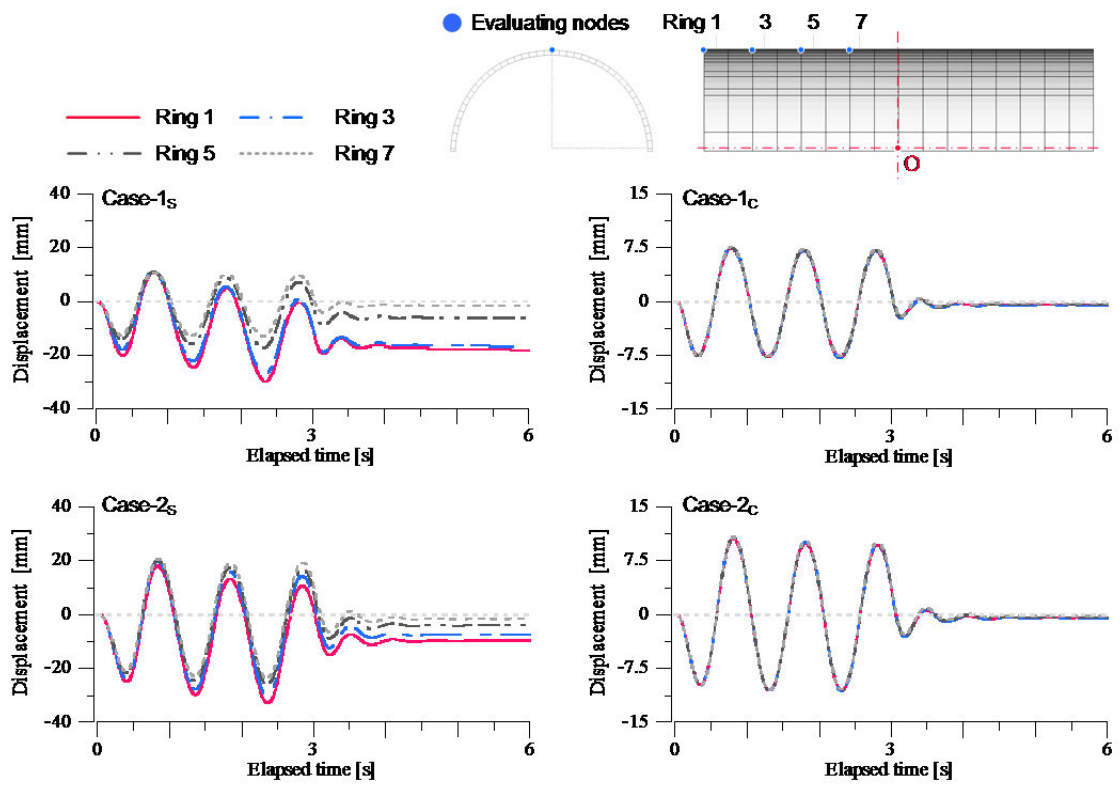 Evaluating nodes
Ring 1 3 5 7
O
Ring 1 Ring 3
Ring 5 Ring 7
Case-1S
Displacement [mm]
40
20
0
-20
-40
0 3 6
Elapsed time [s]
Case-1C
Displacement [mm]
15
7.5
0
-7.5
-15
0 3 6
Elapsed time [s]
Case-2S
Displacement [mm]
40
20
0
-20
-40
0 3 6
Elapsed time [s]
Case-2C
Displacement [mm]
15
7.5
0
-7.5
-15
0 3 6
Elapsed time [s]